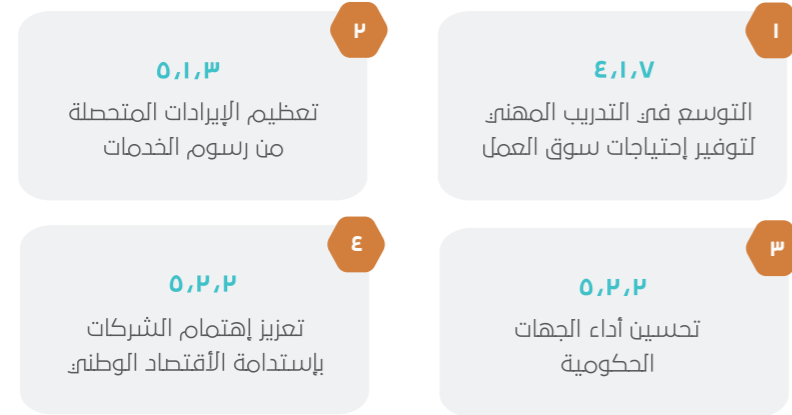 ١
٤,١,٧
التوسع في التدريب المهني
لتوفير إحتياجات سوق العمل
٢
٥,١,٣
تعظيم الإيرادات المتحصلة
من رسوم الخدمات
٣
٥,٢,٢
تحسين أداء الجهات
الحكومية
٤
٥,٢,٢
تعزيز إهتمام الشركات
بإستدامة الأقتصاد الوطني